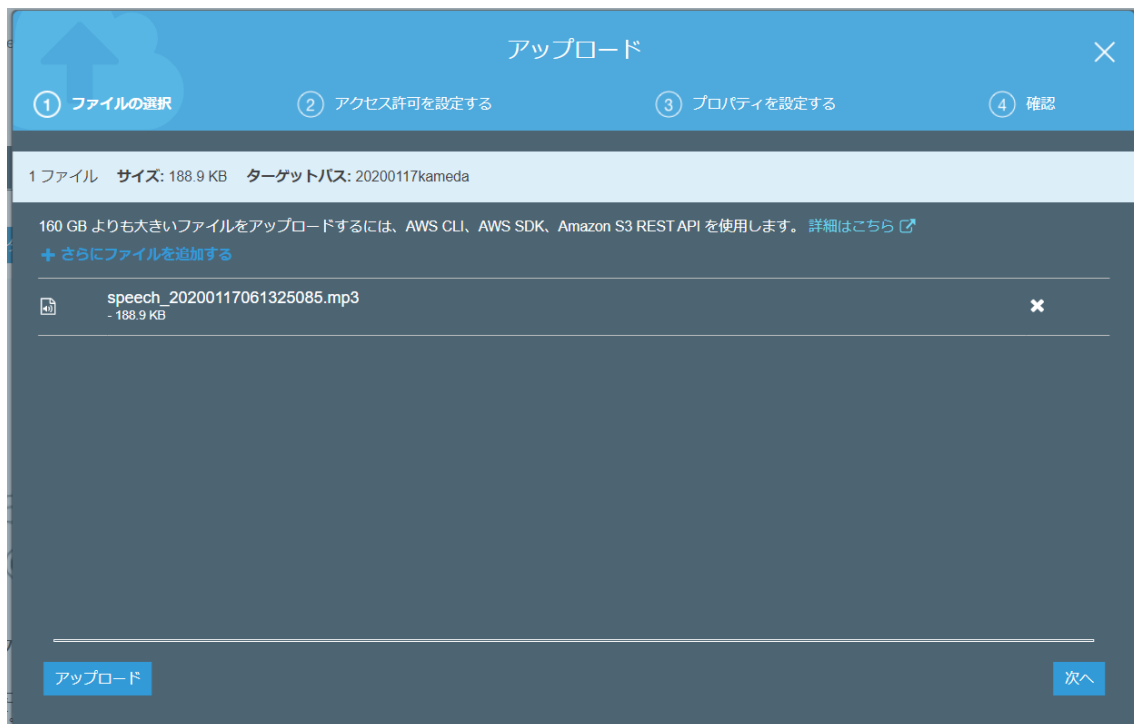 アップロード
1 ファイルの選択
2 アクセス許可を設定する
3 プロパティを設定する
4 確認
1 ファイル サイズ: 188.9 KB ターゲットパス: 20200117kameda
160 GB よりも大きいファイルをアップロードするには、AWS CLI、AWS SDK、Amazon S3 REST API を使用します。 詳細はこちら
+ さらにファイルを追加する
speech_20200117061325085.mp3
- 188.9 KB
アップロード
次へ